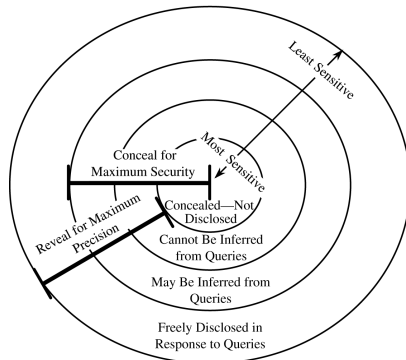 Least Sensitive
Most Sensitive
Conceal for
Maximum Security
Concealed—Not
Disclosed
Reveal for Maximum
Precision
Cannot Be Inferred
from Queries
May Be Inferred from
Queries
Freely Disclosed in
Response to Queries